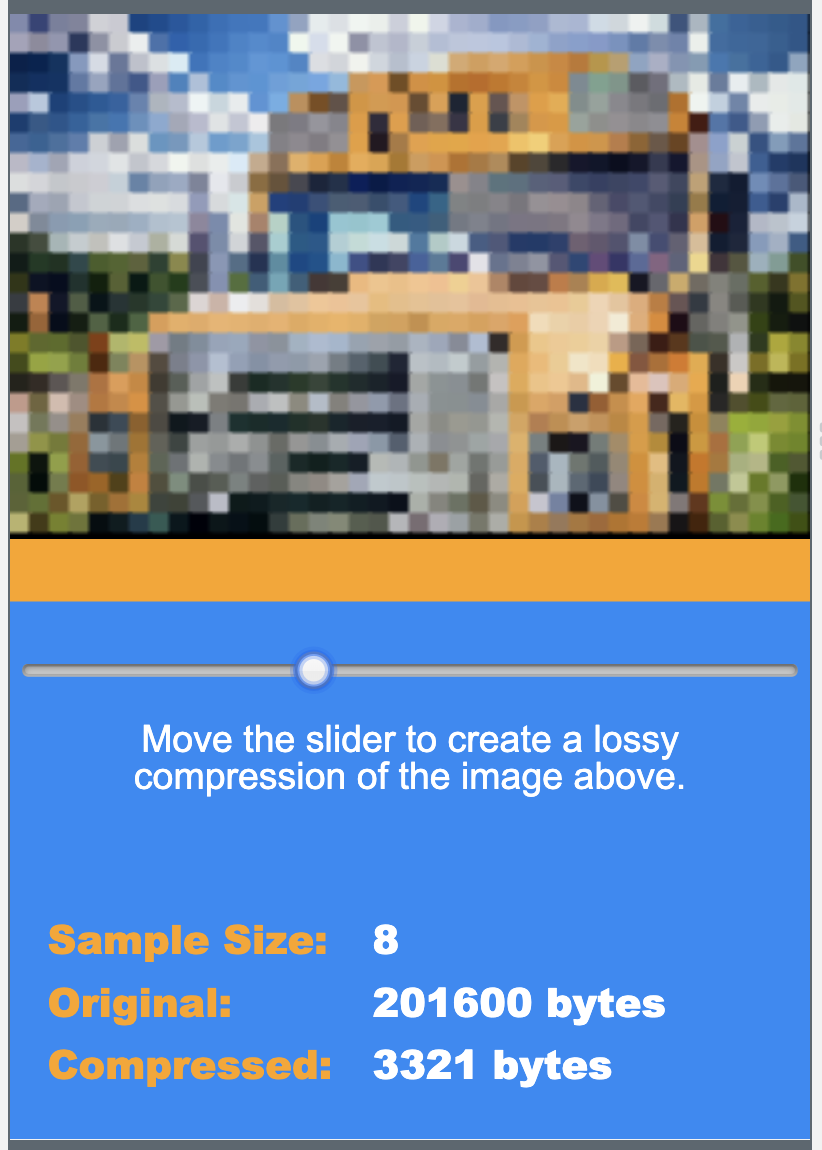 Move the slider to create a lossy
compression of the image above.
Sample Size: 8
Original: 201600 bytes
Compressed: 3321 bytes